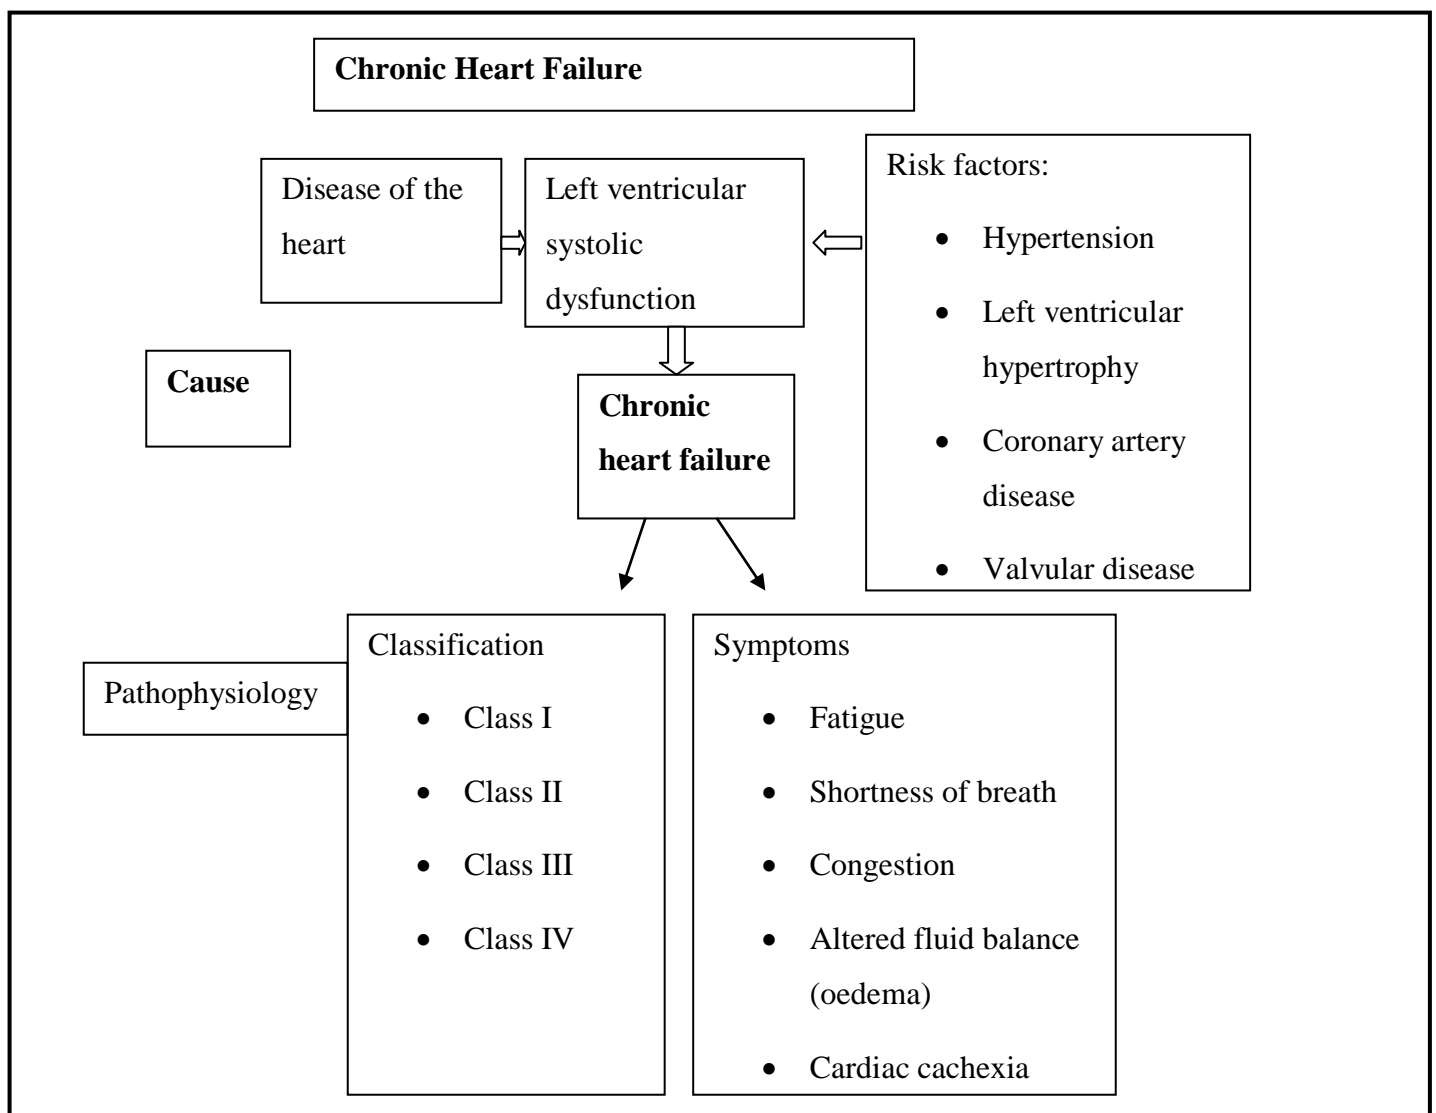 Chronic Heart Failure
Disease of the
heart
Left ventricular
systolic
dysfunction
Risk factors:
• Hypertension
• Left ventricular
hypertrophy
• Coronary artery
disease
• Valvular disease
Cause
Chronic
heart failure
Pathophysiology
Classification
• Class I
• Class II
• Class III
• Class IV
Symptoms
• Fatigue
• Shortness of breath
• Congestion
• Altered fluid balance
(oedema)
• Cardiac cachexia